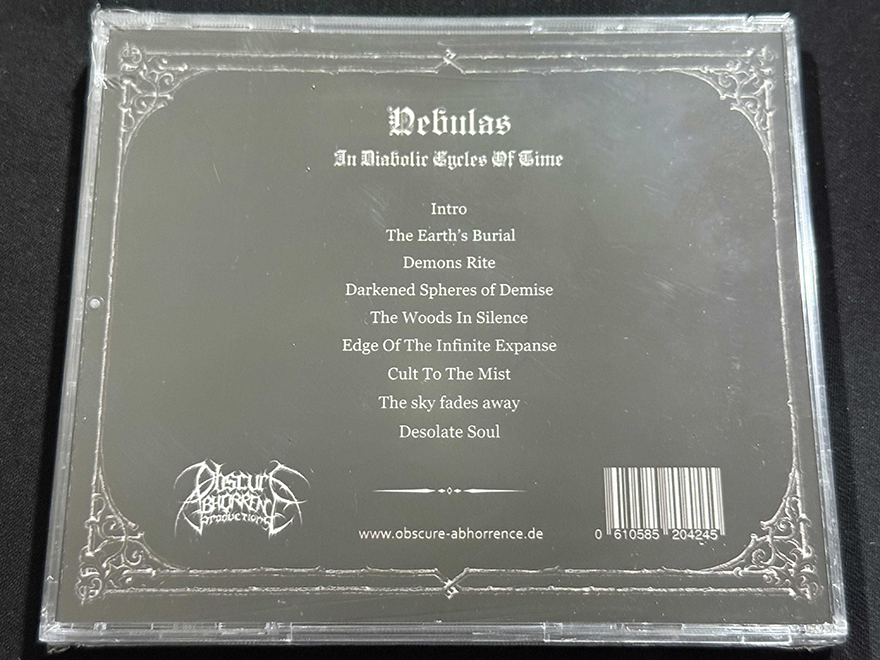 Nebulas
In Diabolic Cycles Of Time
Intro
The Earth's Burial
Demons Rite
Darkened Spheres of Demise
The Woods In Silence
Edge Of The Infinite Expanse
Cult To The Mist
The sky fades away
Desolate Soul
Obscure
Abhorrence
Productions
www.obscure-abhorrence.de
0 610585 204245